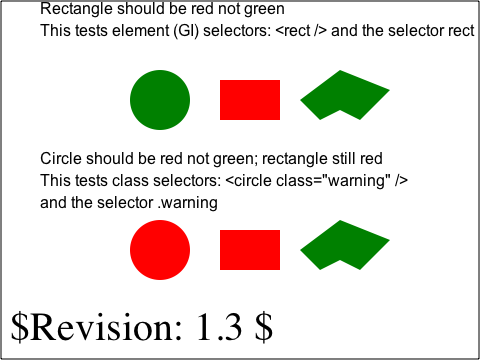 Rectangle should be red not green
This tests element (GI) selectors: <rect /> and the selector rect
Circle should be red not green; rectangle still red
This tests class selectors: <circle class="warning" />
and the selector .warning
$Revision: 1.3 $